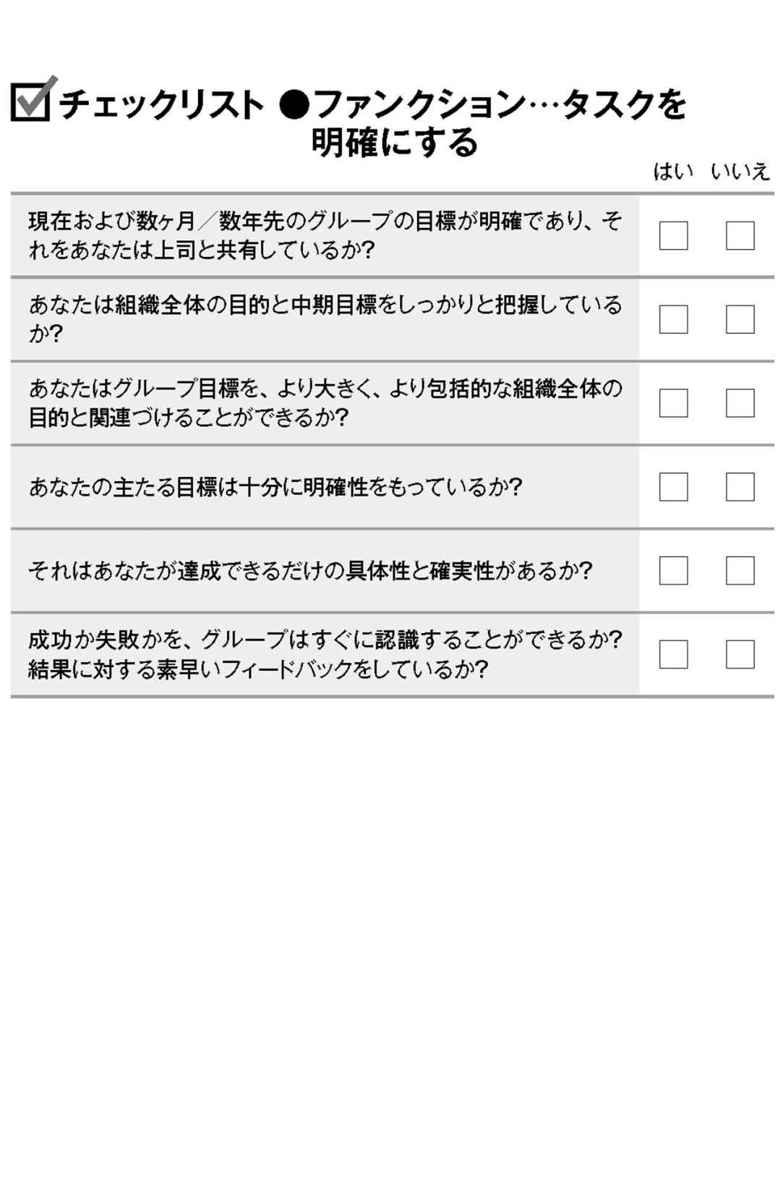 チェックリスト ●ファンクション…タスクを
明確にする
はい いいえ
現在および数ヶ月／数年先のグループの目標が明確であり、そ
れをあなたは上司と共有しているか?
あなたは組織全体の目的と中期目標をしっかりと把握している
か?
あなたはグループ目標を、より大きく、より包括的な組織全体の
目的と関連づけることができるか?
あなたの主たる目標は十分に明確性をもっているか?
それはあなたが達成できるだけの具体性と確実性があるか?
成功か失敗かを、グループはすぐに認識することができるか?
結果に対する素早いフィードバックをしているか?